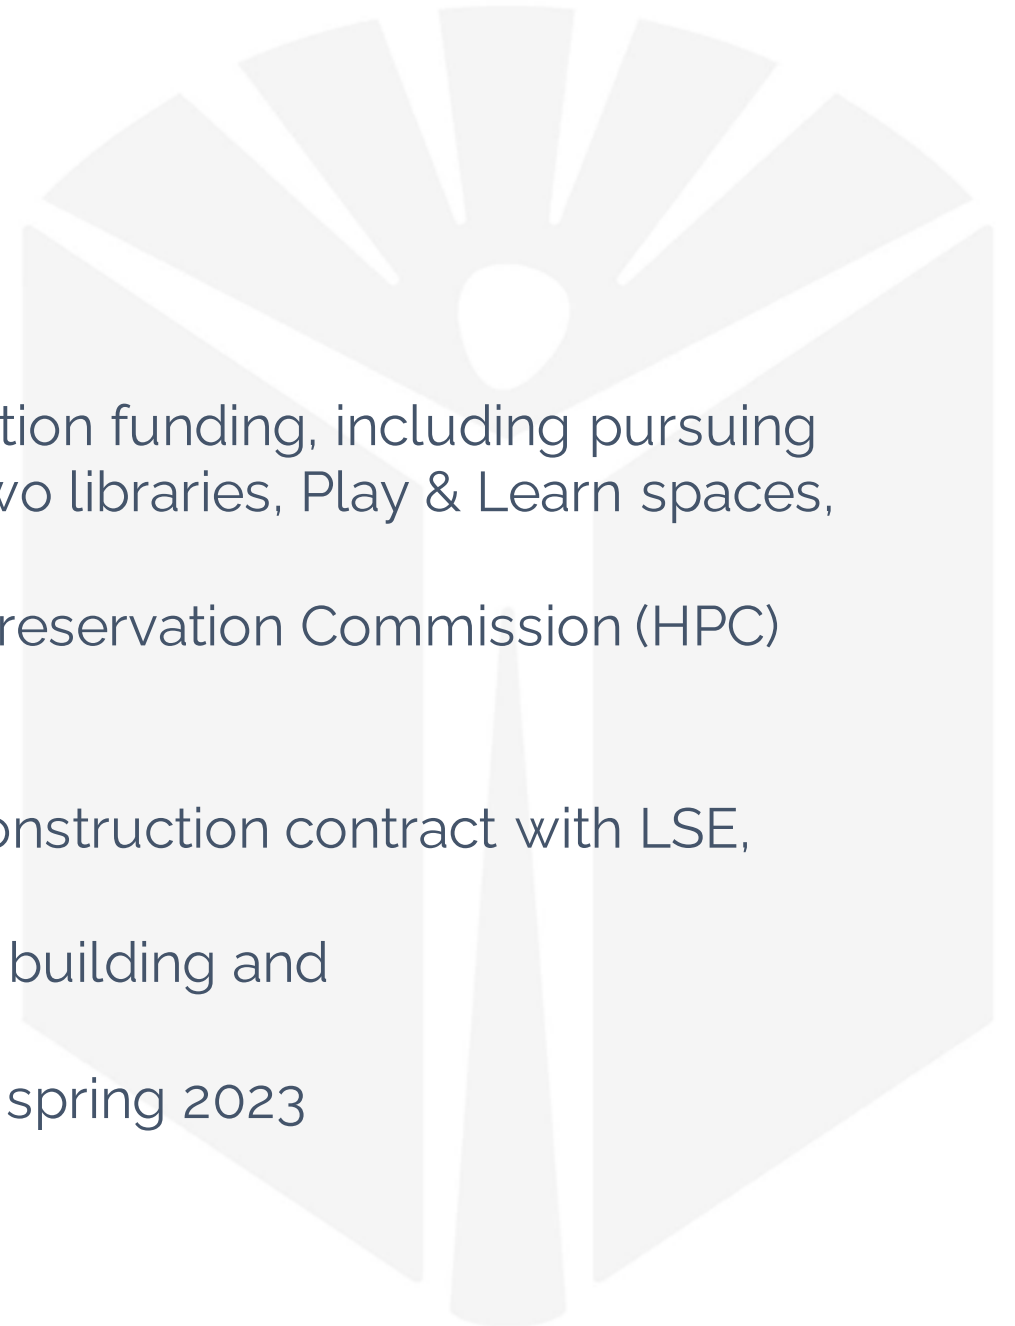 tion funding, including pursuing
wo libraries, Play & Learn spaces,
reservation Commission (HPC)
onstruction contract with LSE,
building and
spring 2023